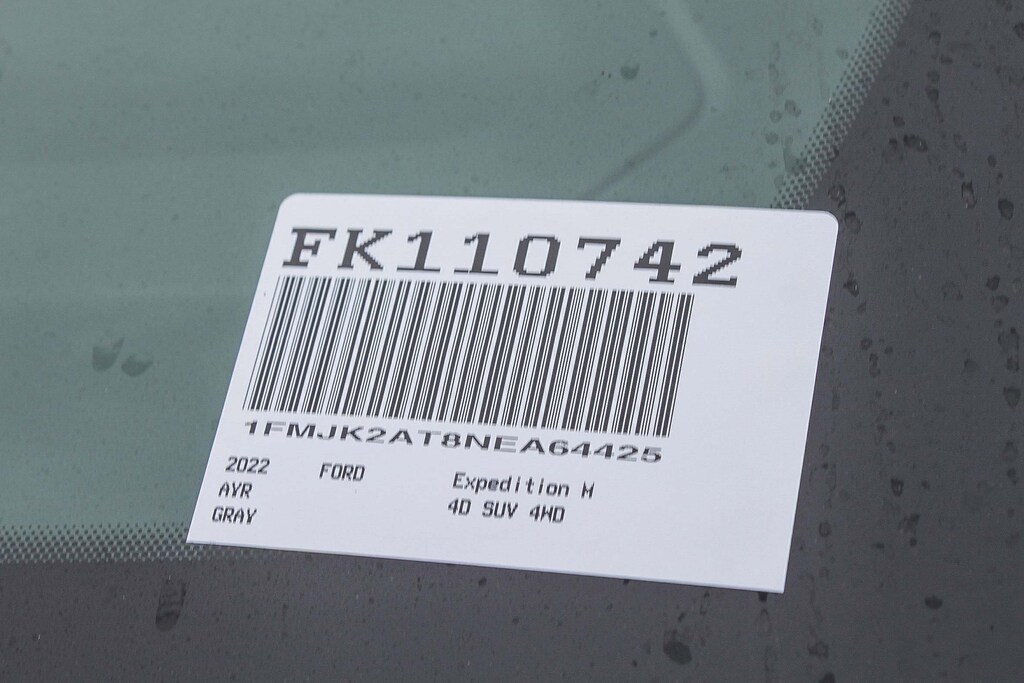 FK110742
1FMJK2AT8NEA64425
2022 FORD Expedition M
AYR 4D SUV 4WD
GRAY